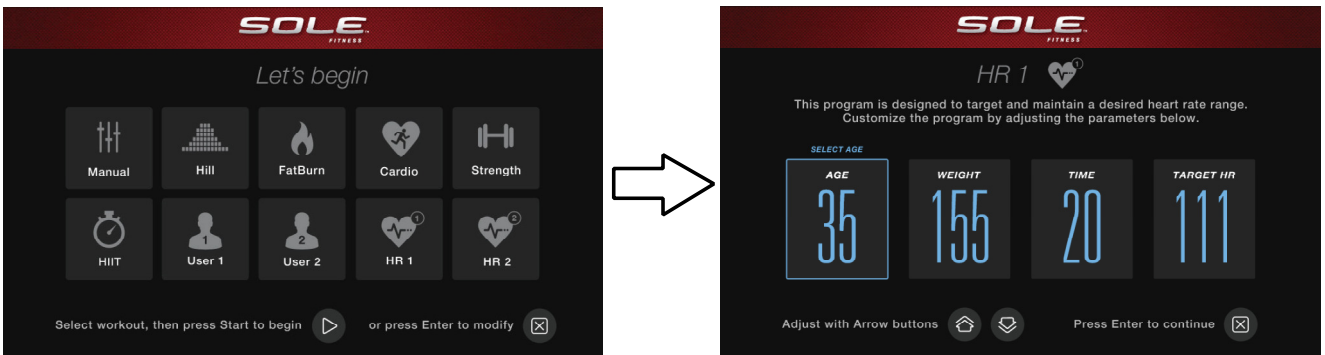 SOLE
FITNESS
Let's begin
Manual Hill FatBurn Cardio Strength
1 2 1 2
HIIT User 1 User 2 HR 1 HR 2
Select workout, then press Start to begin or press Enter to modify
SOLE
FITNESS
HR 1 1
This program is designed to target and maintain a desired heart rate range.
Customize the program by adjusting the parameters below.
SELECT AGE
AGE WEIGHT TIME TARGET HR
35 155 20 111
Adjust with Arrow buttons Press Enter to continue